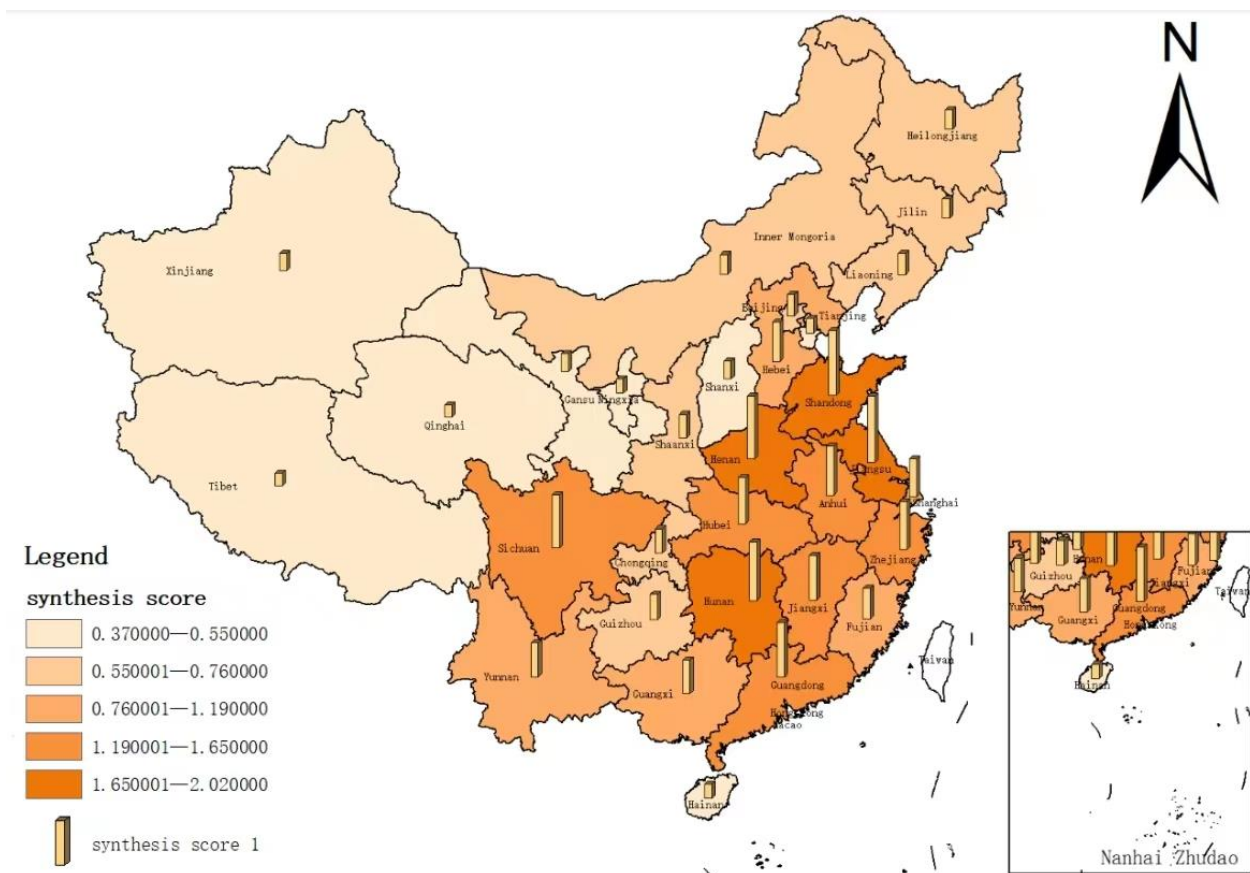 N
Heilongjiang
Jilin
Inner Mongoria
Liaoning
Xinjiang
Beijing
Tianjing
Hebei
Shanxi
Gansu
Ningxia
Shandong
Qinghai
Shaanxi
Henan
Jiangsu
Tibet
Anhui
Shanghai
Hubei
Sichuan
Zhejiang
Chongqing
Hunan
Jiangxi
Guizhou
Fujian
Taiwan
Yunnan
Guangxi
Guangdong
Hainan
Legend
synthesis score
0.370000—0.550000
0.550001—0.760000
0.760001—1.190000
1.190001—1.650000
1.650001—2.020000
synthesis score 1
Hunan
Guizhou
Fujian
Jiangxi
Taiwan
Yunnan
Guangxi
Guangdong
Hainan
Nanhai Zhudao